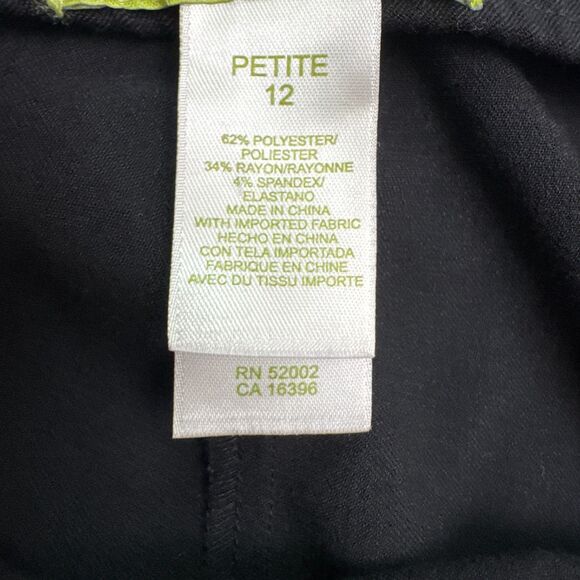 PETITE
12
62% POLYESTER/
POLIESTER
34% RAYON/RAYONNE
4% SPANDEX/
ELASTANO
MADE IN CHINA
WITH IMPORTED FABRIC
HECHO EN CHINA
CON TELA IMPORTADA
FABRIQUE EN CHINE
AVEC DU TISSU IMPORTE
RN 52002
CA 16396